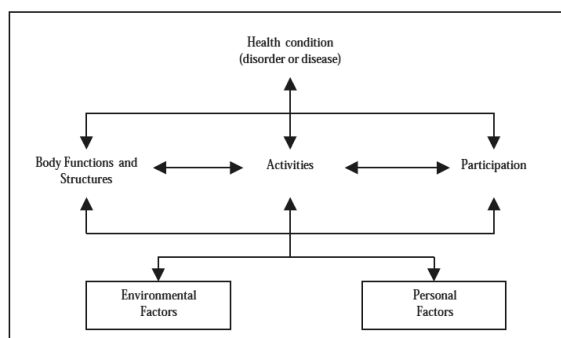 Health condition
(disorder or disease)
Body Functions and
Structures
Activities
Participation
Environmental
Factors
Personal
Factors